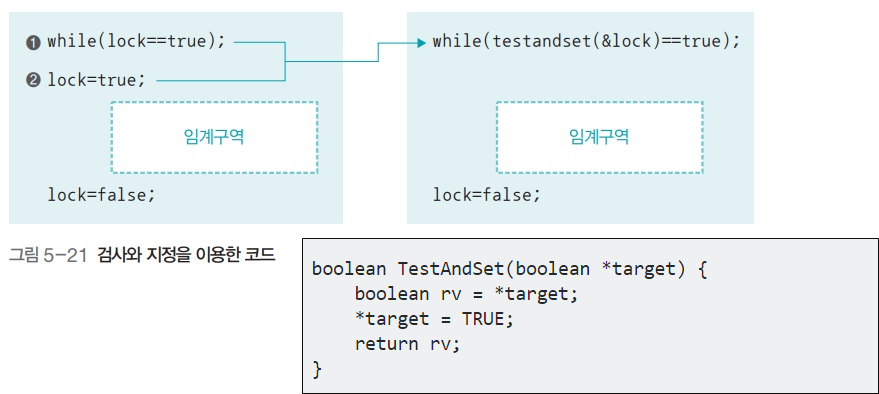 ❶ while(lock==true);
❷ lock=true;
임계구역
lock=false;
while(testandset(&lock)==true);
임계구역
lock=false;
그림 5-21 검사와 지정을 이용한 코드
boolean TestAndSet(boolean *target) {
boolean rv = *target;
*target = TRUE;
return rv;
}